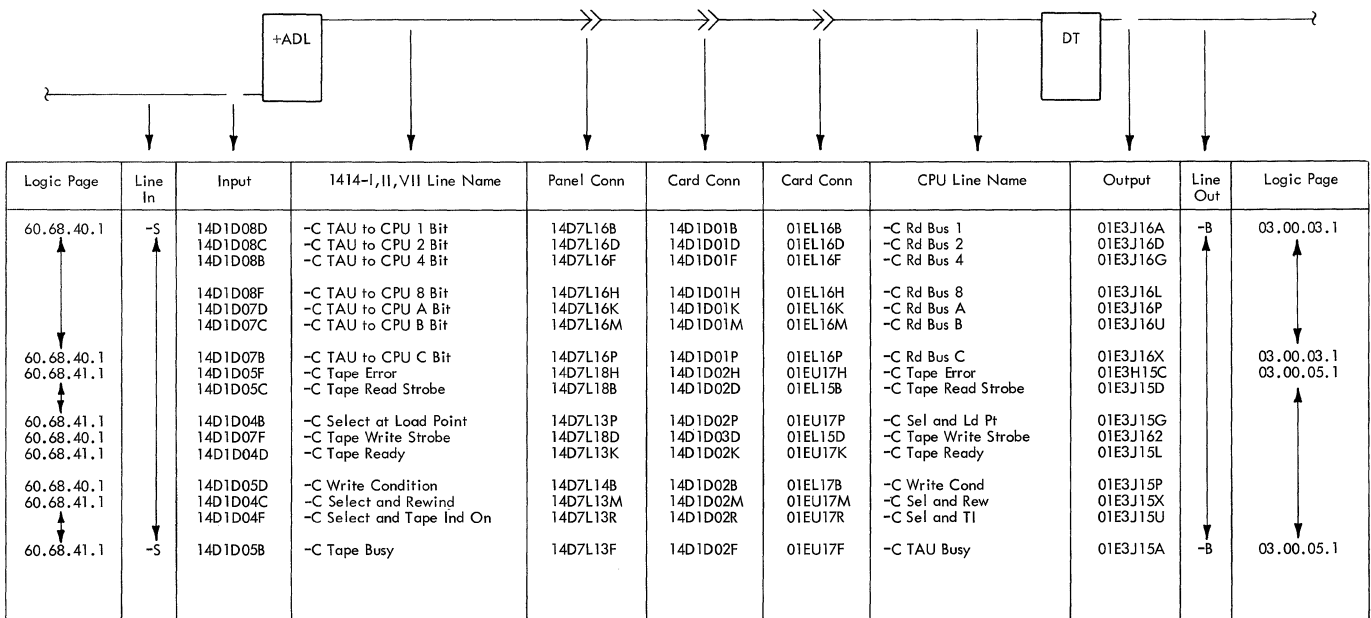 +ADL DT
Logic Page Line In Input 1414-I,II,VII Line Name Panel Conn Card Conn Card Conn CPU Line Name Output Line Out Logic Page
60.68.40.1 -S 14D1D08D -C TAU to CPU 1 Bit 14D7L16B 14D1D01B 01EL16B -C Rd Bus 1 01E3J16A -B 03.00.03.1
14D1D08C -C TAU to CPU 2 Bit 14D7L16D 14D1D01D 01EL16D -C Rd Bus 2 01E3J16D
14D1D08B -C TAU to CPU 4 Bit 14D7L16F 14D1D01F 01EL16F -C Rd Bus 4 01E3J16G
14D1D08F -C TAU to CPU 8 Bit 14D7L16H 14D1D01H 01EL16H -C Rd Bus 8 01E3J16L
14D1D07D -C TAU to CPU A Bit 14D7L16K 14D1D01K 01EL16K -C Rd Bus A 01E3J16P
14D1D07C -C TAU to CPU B Bit 14D7L16M 14D1D01M 01EL16M -C Rd Bus B 01E3J16U
60.68.40.1 14D1D07B -C TAU to CPU C Bit 14D7L16P 14D1D01P 01EL16P -C Rd Bus C 01E3J16X 03.00.03.1
60.68.41.1 14D1D05F -C Tape Error 14D7L18H 14D1D02H 01EU17H -C Tape Error 01E3H15C 03.00.05.1
14D1D05C -C Tape Read Strobe 14D7L18B 14D1D02D 01EL15B -C Tape Read Strobe 01E3J15D
60.68.41.1 14D1D04B -C Select at Load Point 14D7L13P 14D1D02P 01EU17P -C Sel and Ld Pt 01E3J15G
60.68.40.1 14D1D07F -C Tape Write Strobe 14D7L18D 14D1D03D 01EL15D -C Tape Write Strobe 01E3J162
60.68.41.1 14D1D04D -C Tape Ready 14D7L13K 14D1D02K 01EU17K -C Tape Ready 01E3J15L
60.68.40.1 14D1D05D -C Write Condition 14D7L14B 14D1D02B 01EL17B -C Write Cond 01E3J15P
60.68.41.1 14D1D04C -C Select and Rewind 14D7L13M 14D1D02M 01EU17M -C Sel and Rew 01E3J15X
14D1D04F -C Select and Tape Ind On 14D7L13R 14D1D02R 01EU17R -C Sel and TI 01E3J15U
60.68.41.1 -S 14D1D05B -C Tape Busy 14D7L13F 14D1D02F 01EU17F -C TAU Busy 01E3J15A -B 03.00.05.1